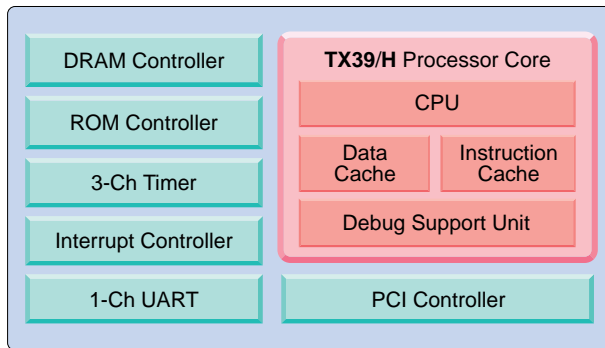 DRAM Controller
ROM Controller
3-Ch Timer
Interrupt Controller
1-Ch UART
TX39/H Processor Core
CPU
Data
Cache
Instruction
Cache
Debug Support Unit
PCI Controller